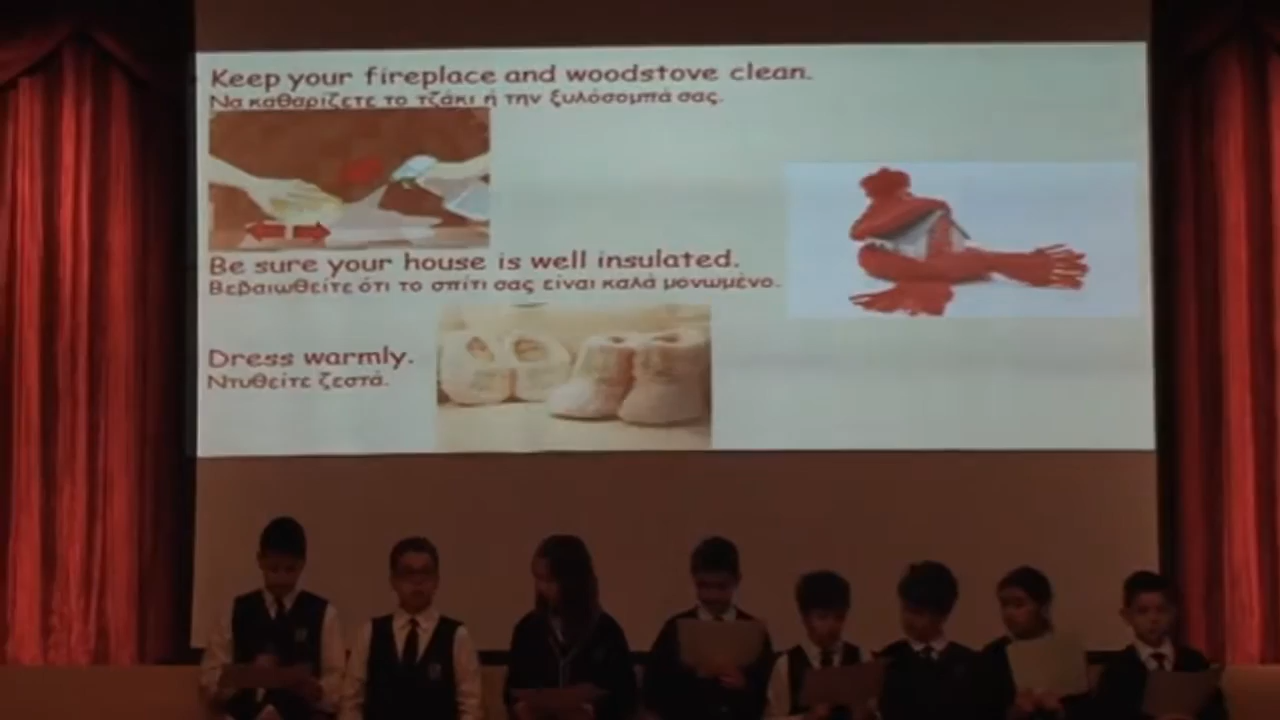 Keep your fireplace and woodstove clean.
Να καθαρίζετε το τζάκι ή την ξυλόσομπά σας.
Be sure your house is well insulated.
Βεβαιωθείτε ότι το σπίτι σας είναι καλά μονωμένο.
Dress warmly.
Ντυθείτε ζεστά.